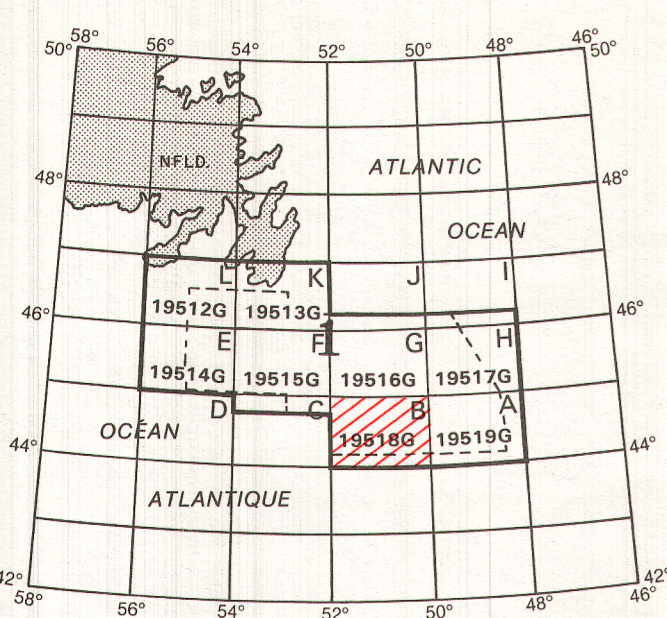 58° 56° 54° 52° 50° 48° 46°
50° 50°
NFLD. ATLANTIC
48° 48°
OCEAN
L K J I
19512G 19513G
46° 46°
1
E F G H
19514G 19515G 19516G 19517G
D C B A
OCÉAN 19518G 19519G
44° 44°
ATLANTIQUE
42° 42°
58° 56° 54° 52° 50° 48° 46°